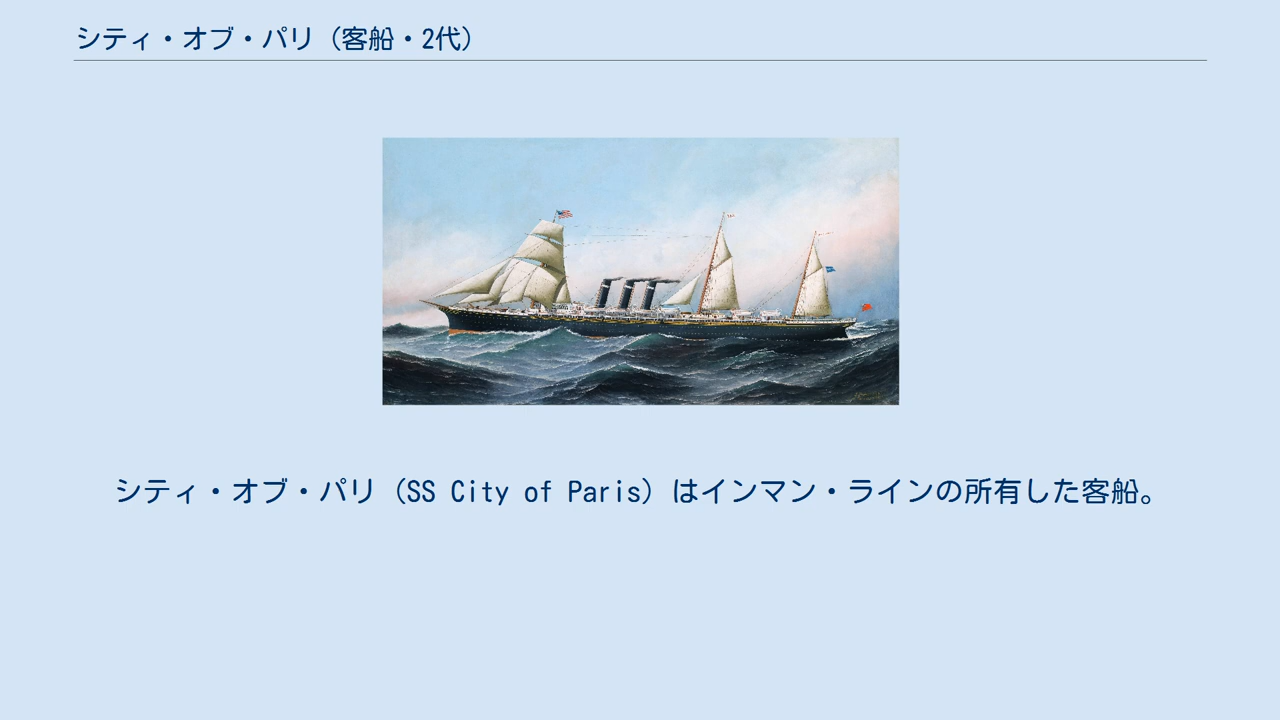 シティ・オブ・パリ（客船・2代）
シティ・オブ・パリ（SS City of Paris）はインマン・ラインの所有した客船。